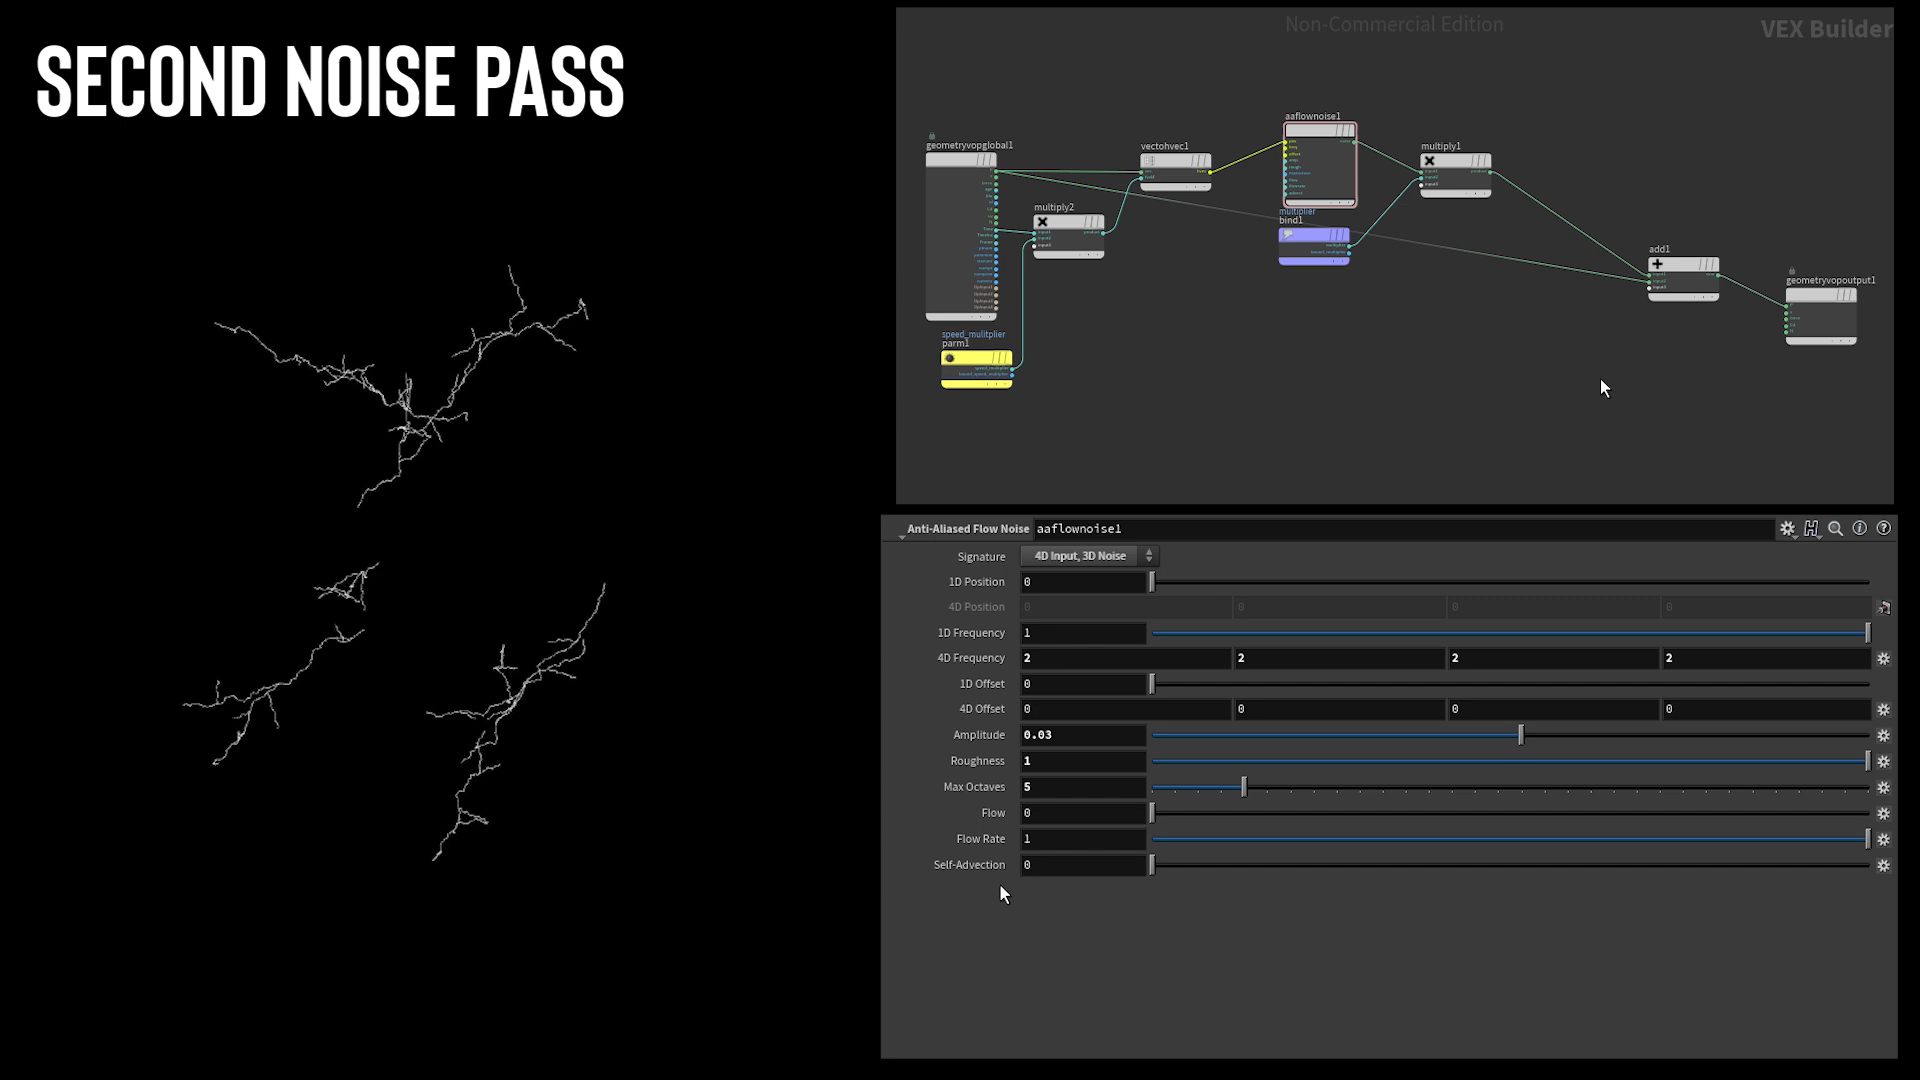 SECOND NOISE PASS
Non-Commercial Edition
VEX Builder
aaflownoise1
geometryvopglobal1
vectohvec1
multiply1
multiply2
multiplier
bind1
add1
geometryvopoutput1
speed_mulitplier
parm1
Anti-Aliased Flow Noise aaflownoise1
Signature 4D Input, 3D Noise
1D Position 0
4D Position 0 0 0 0
1D Frequency 1
4D Frequency 2 2 2 2
1D Offset 0
4D Offset 0 0 0 0
Amplitude 0.03
Roughness 1
Max Octaves 5
Flow 0
Flow Rate 1
Self-Advection 0